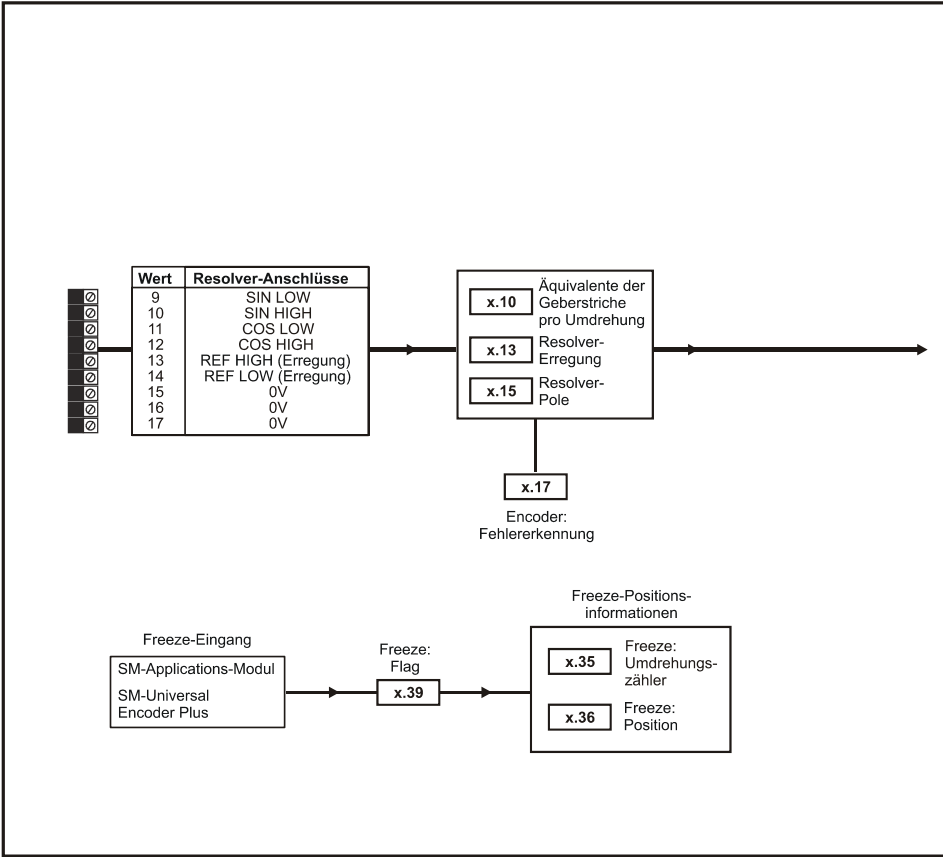 Wert Resolver-Anschlüsse
9 SIN LOW
10 SIN HIGH
11 COS LOW
12 COS HIGH
13 REF HIGH (Erregung)
14 REF LOW (Erregung)
15 0V
16 0V
17 0V
x.10
Äquivalente der
Geberstriche
pro Umdrehung
x.13
Resolver-
Erregung
x.15
Resolver-
Pole
x.17
Encoder:
Fehlererkennung
Freeze-Eingang
SM-Applications-Modul
SM-Universal
Encoder Plus
Freeze:
Flag
x.39
Freeze-Positions-
informationen
x.35
Freeze:
Umdrehungs-
zähler
x.36
Freeze:
Position